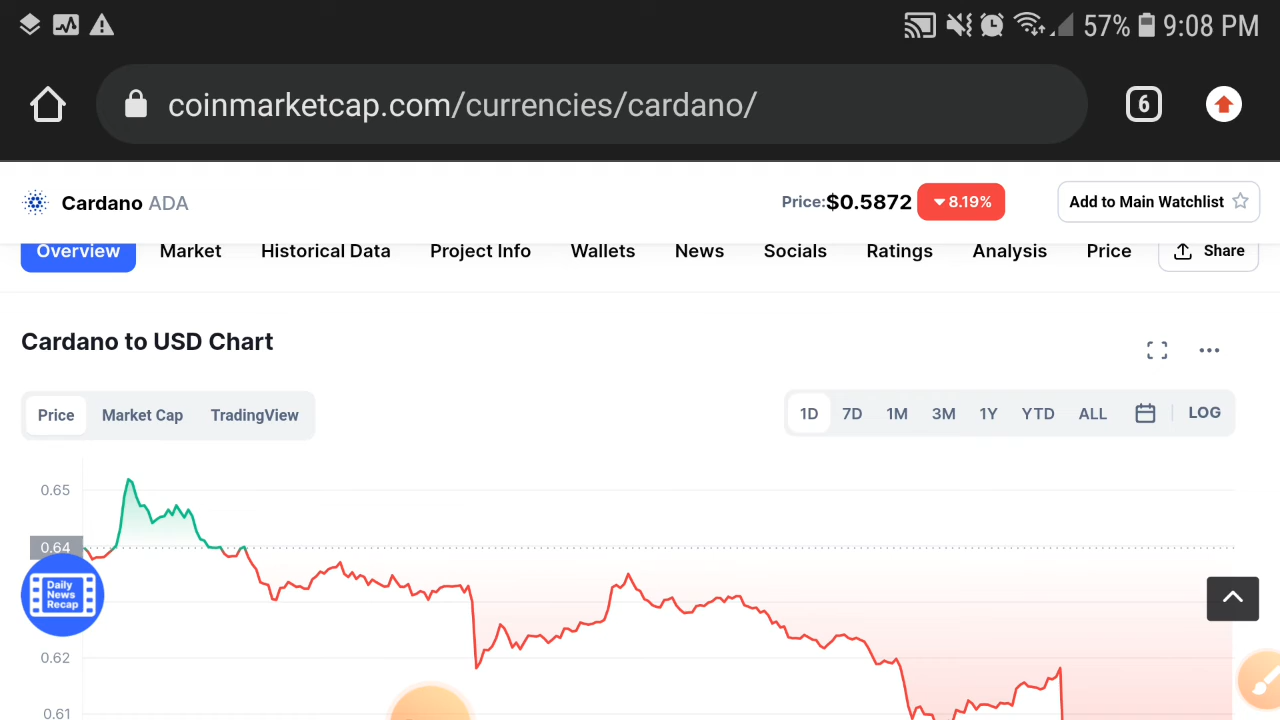 57% 9:08 PM
coinmarketcap.com/currencies/cardano/ 6
Cardano ADA Price:$0.5872 8.19% Add to Main Watchlist
Overview Market Historical Data Project Info Wallets News Socials Ratings Analysis Price Share
Cardano to USD Chart
Price Market Cap TradingView 1D 7D 1M 3M 1Y YTD ALL LOG
0.65
0.64
Daily
News
Recap
0.62
0.61